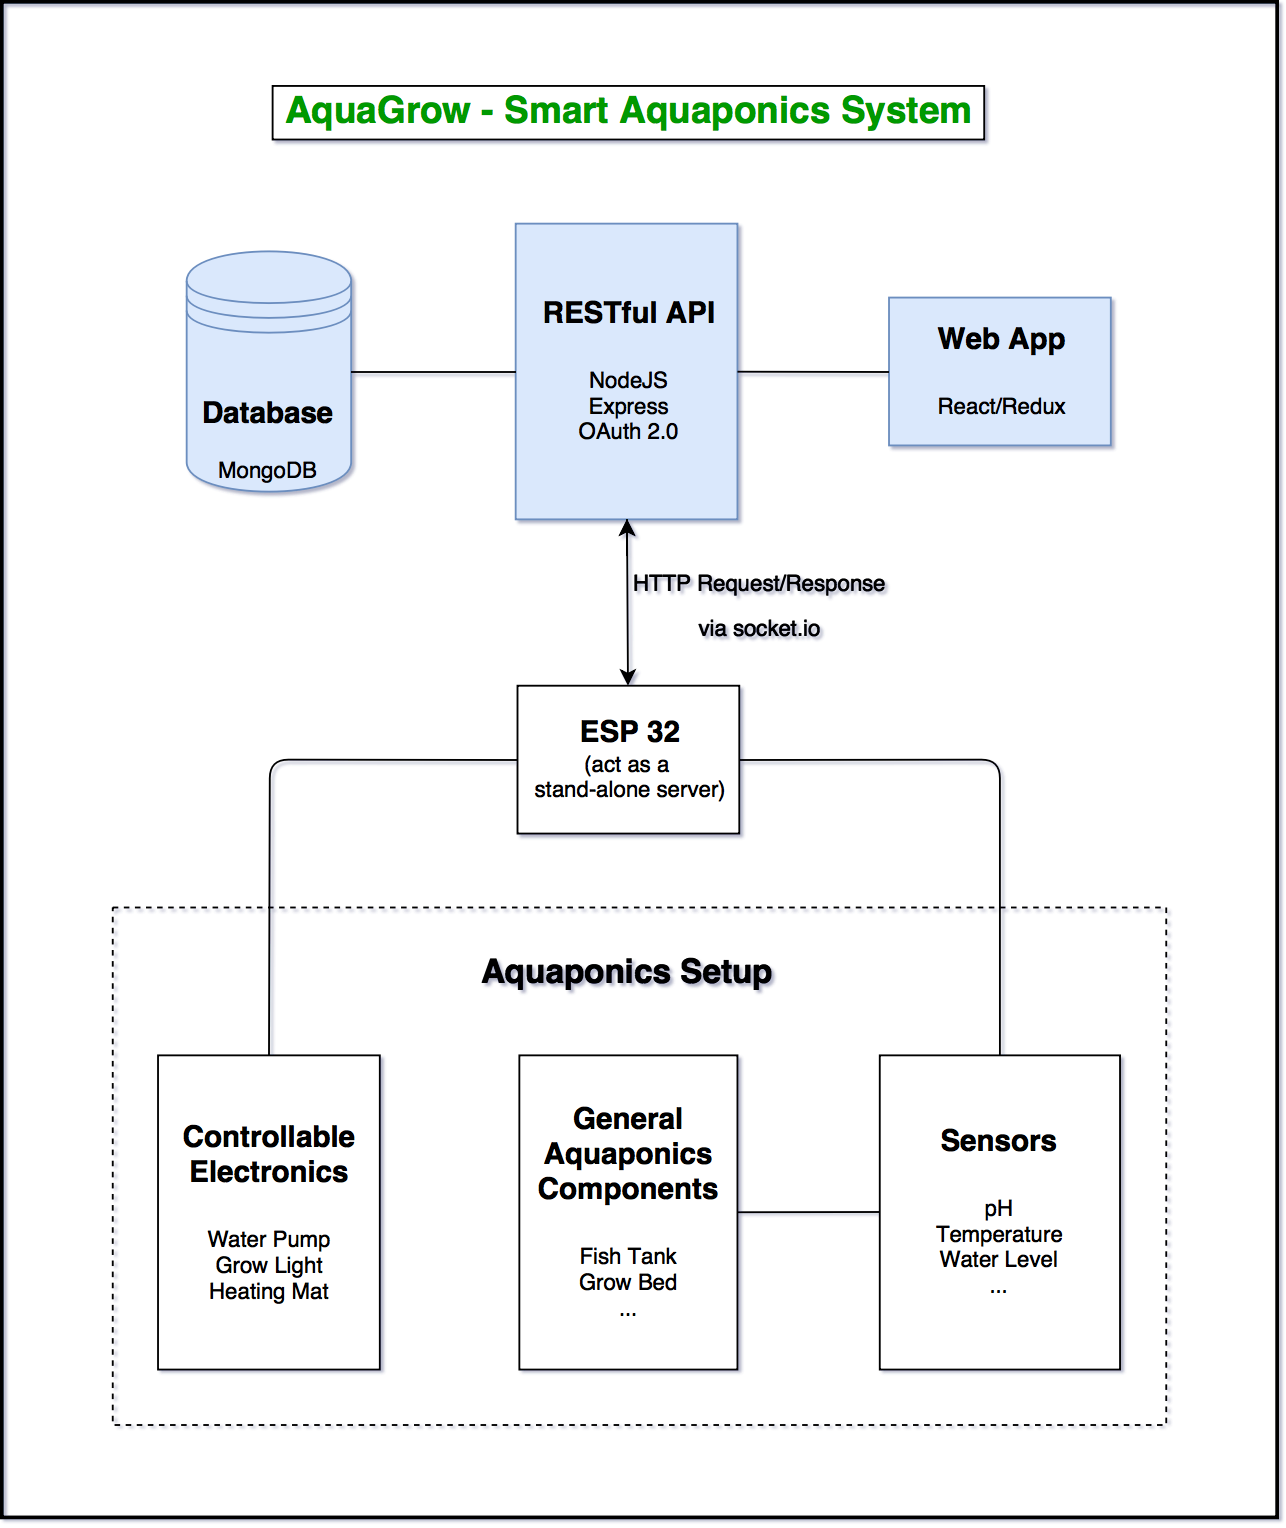 AquaGrow - Smart Aquaponics System
Database
MongoDB
RESTful API
NodeJS
Express
OAuth 2.0
Web App
React/Redux
HTTP Request/Response
via socket.io
ESP 32
(act as a
stand-alone server)
Aquaponics Setup
Controllable
Electronics
Water Pump
Grow Light
Heating Mat
General
Aquaponics
Components
Fish Tank
Grow Bed
...
Sensors
pH
Temperature
Water Level
...